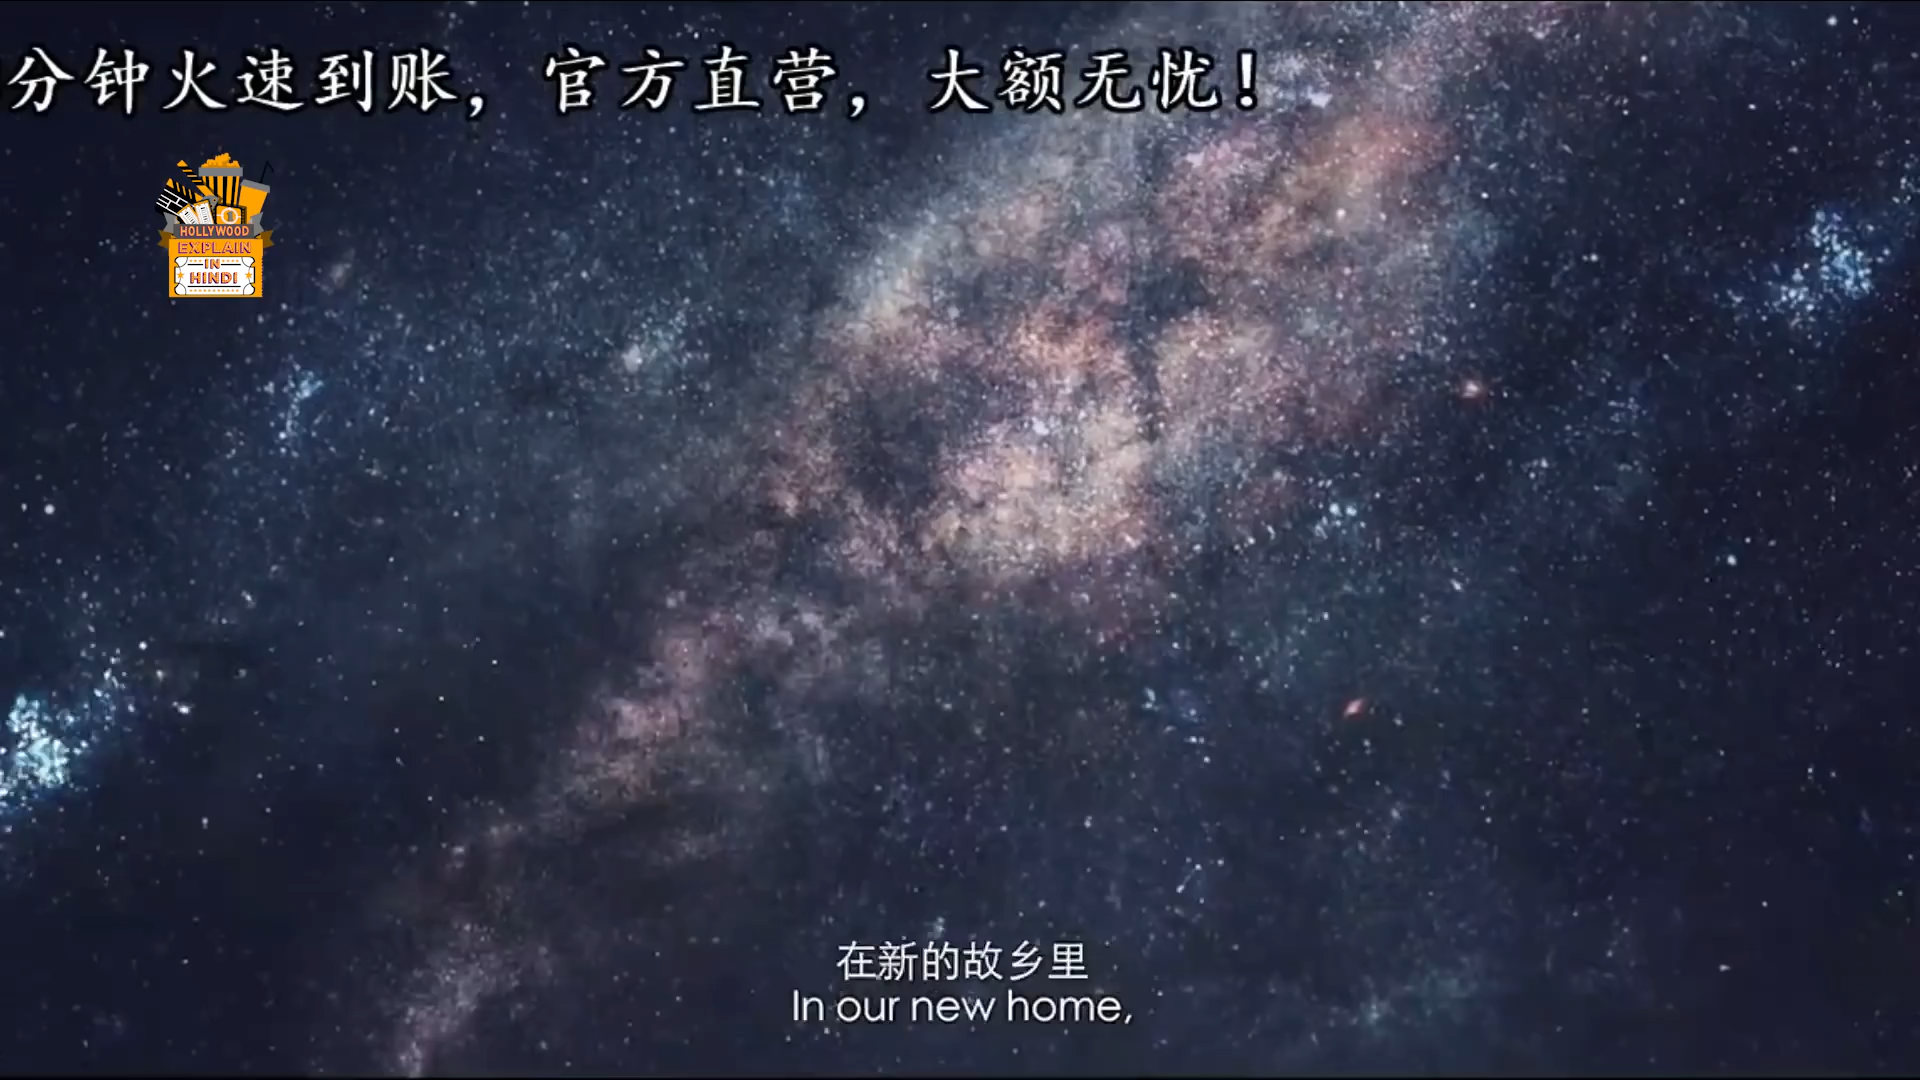 分钟火速到账，官方直营，大额无忧！
HOLLYWOOD
EXPLAIN
IN
HINDI
在新的故乡里
In our new home,